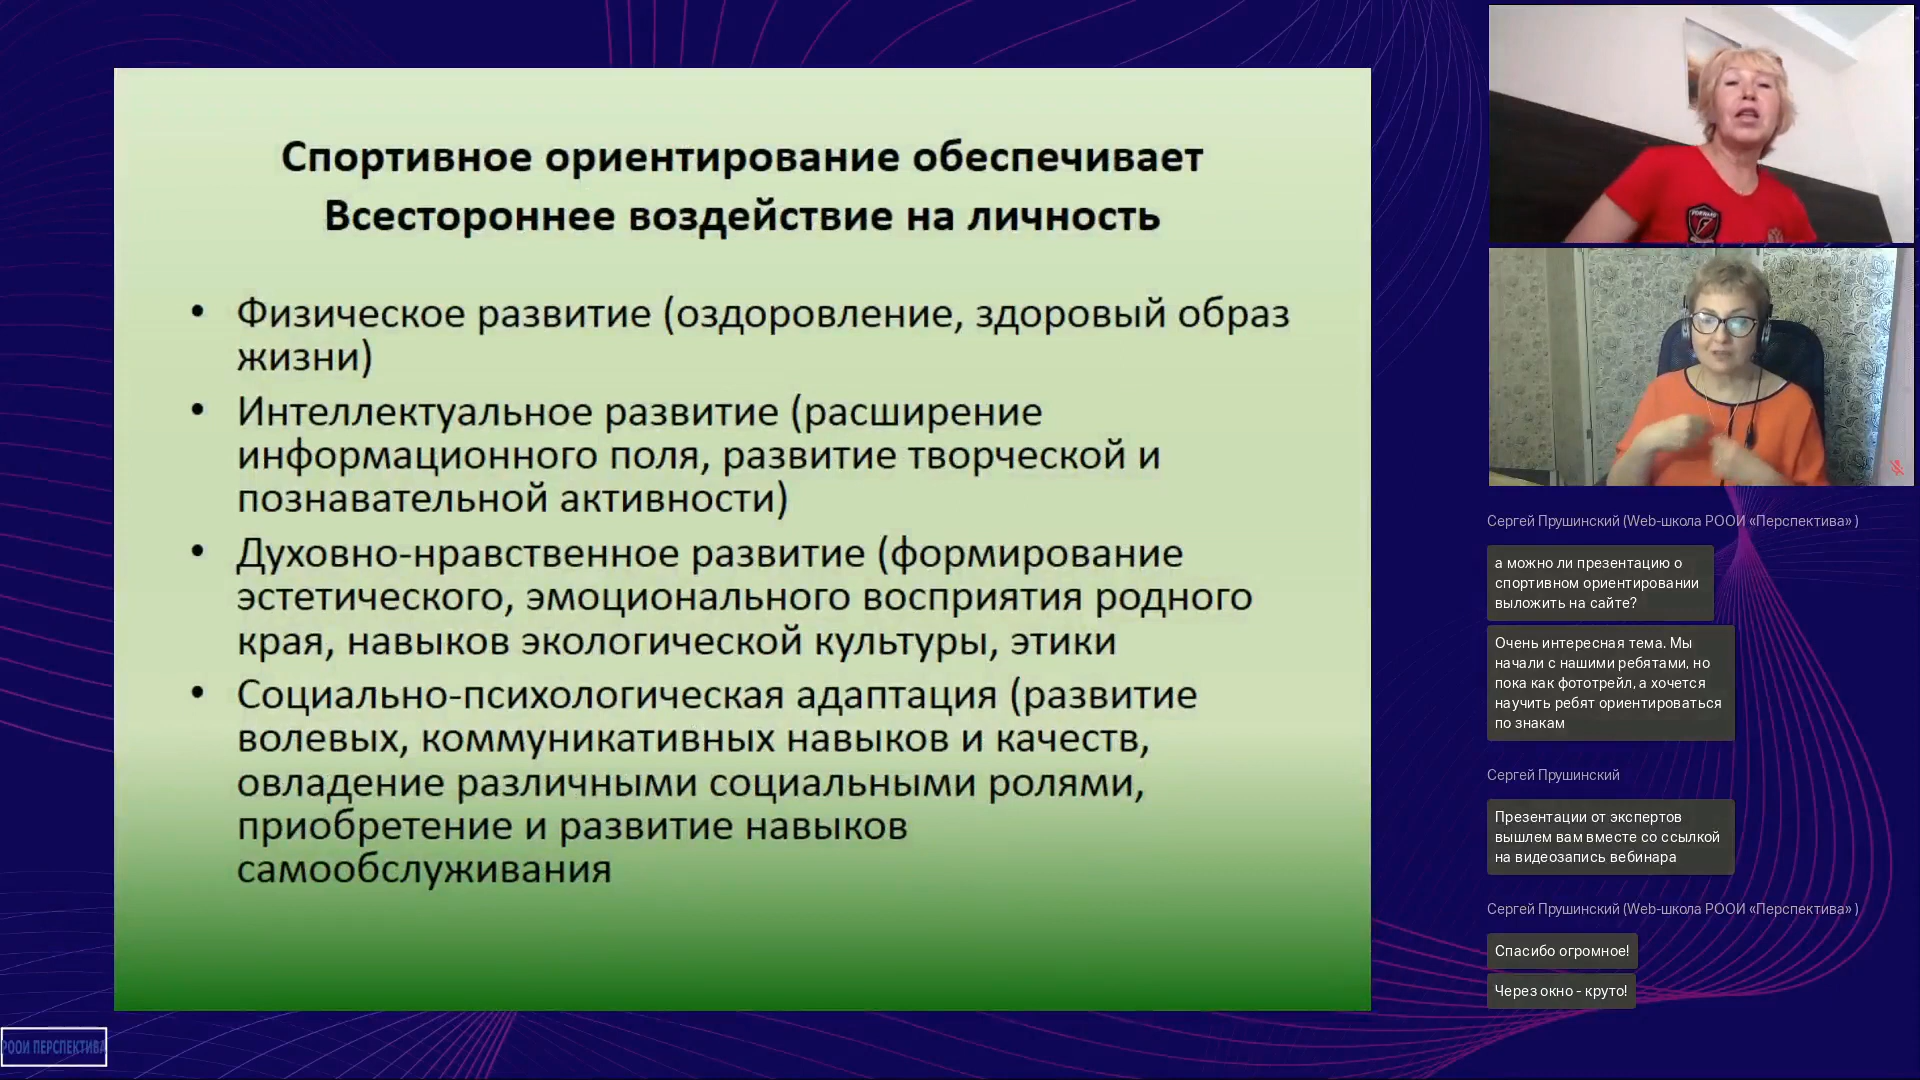 Спортивное ориентирование обеспечивает
Всестороннее воздействие на личность
• Физическое развитие (оздоровление, здоровый образ
жизни)
• Интеллектуальное развитие (расширение
информационного поля, развитие творческой и
познавательной активности)
• Духовно-нравственное развитие (формирование
эстетического, эмоционального восприятия родного
края, навыков экологической культуры, этики
• Социально-психологическая адаптация (развитие
волевых, коммуникативных навыков и качеств,
овладение различными социальными ролями,
приобретение и развитие навыков
самообслуживания
Сергей Прушинский (Web-школа РООИ «Перспектива» )
а можно ли презентацию о
спортивном ориентировании
выложить на сайте?
Очень интересная тема. Мы
начали с нашими ребятами, но
пока как фототрейл, а хочется
научить ребят ориентироваться
по знакам
Сергей Прушинский
Презентации от экспертов
вышлем вам вместе со ссылкой
на видеозапись вебинара
Сергей Прушинский (Web-школа РООИ «Перспектива» )
Спасибо огромное!
Через окно - круто!
РООИ ПЕРСПЕКТИВА